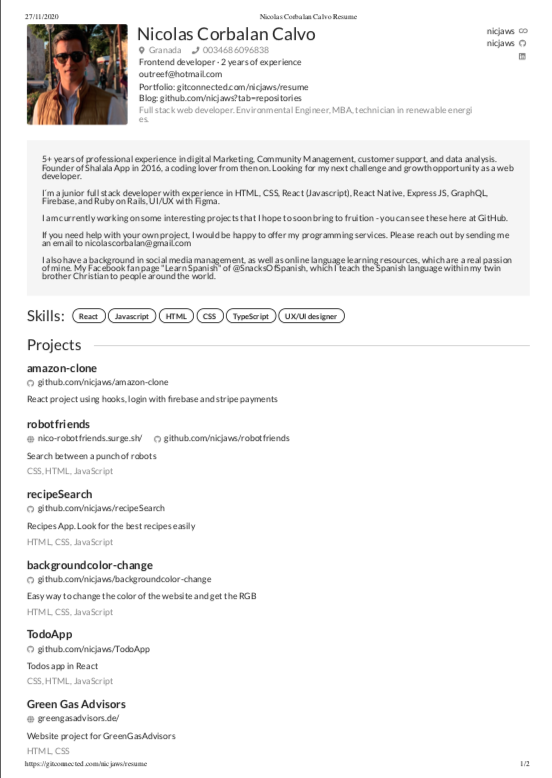 27/11/2020
Nicolas Corbalan Calvo Resume
Nicolas Corbalan Calvo
Granada 0034686096838
Frontend developer · 2 years of experience
outreef@hotmail.com
Portfolio: gitconnected.com/nicjaws/resume
Blog: github.com/nicjaws?tab=repositories
Full stack web developer. Environmental Engineer, MBA, technician in renewable energi
es.
nicjaws
nicjaws
5+ years of professional experience in digital Marketing, Community Management, customer support, and data analysis.
Founder of Shalala App in 2016, a coding lover from then on. Looking for my next challenge and growth opportunity as a web
developer.
I´m a junior full stack developer with experience in HTML, CSS, React (Javascript), React Native, Express JS, GraphQL,
Firebase, and Ruby on Rails, UI/UX with Figma.
I am currently working on some interesting projects that I hope to soon bring to fruition - you can see these here at GitHub.
If you need help with your own project, I would be happy to offer my programming services. Please reach out by sending me
an email to nicolascorbalan@gmail.com
I also have a background in social media management, as well as online language learning resources, which are a real passion
of mine. My Facebook fan page "Learn Spanish" of @SnacksOfSpanish, which I teach the Spanish language within my twin
brother Christian to people around the world.
Skills: React Javascript HTML CSS TypeScript UX/UI designer
Projects
amazon-clone
github.com/nicjaws/amazon-clone
React project using hooks, login with firebase and stripe payments
robotfriends
nico-robotfriends.surge.sh/ github.com/nicjaws/robotfriends
Search between a punch of robots
CSS, HTML, JavaScript
recipeSearch
github.com/nicjaws/recipeSearch
Recipes App. Look for the best recipes easily
HTML, CSS, JavaScript
backgroundcolor-change
github.com/nicjaws/backgroundcolor-change
Easy way to change the color of the website and get the RGB
HTML, CSS, JavaScript
TodoApp
github.com/nicjaws/TodoApp
Todos app in React
CSS, HTML, JavaScript
Green Gas Advisors
greengasadvisors.de/
Website project for GreenGasAdvisors
HTML, CSS
https://gitconnected.com/nicjaws/resume
1/2